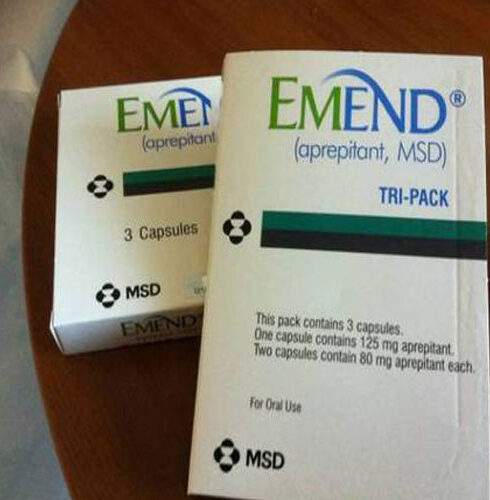 EMEND
(aprepitant
3 Capsules
MSD
EMEND
EMEND®
(aprepitant, MSD)
TRI-PACK
This pack contains 3 capsules.
One capsule contains 125 mg aprepitant.
Two capsules contain 80 mg aprepitant each.
For Oral Use
MSD